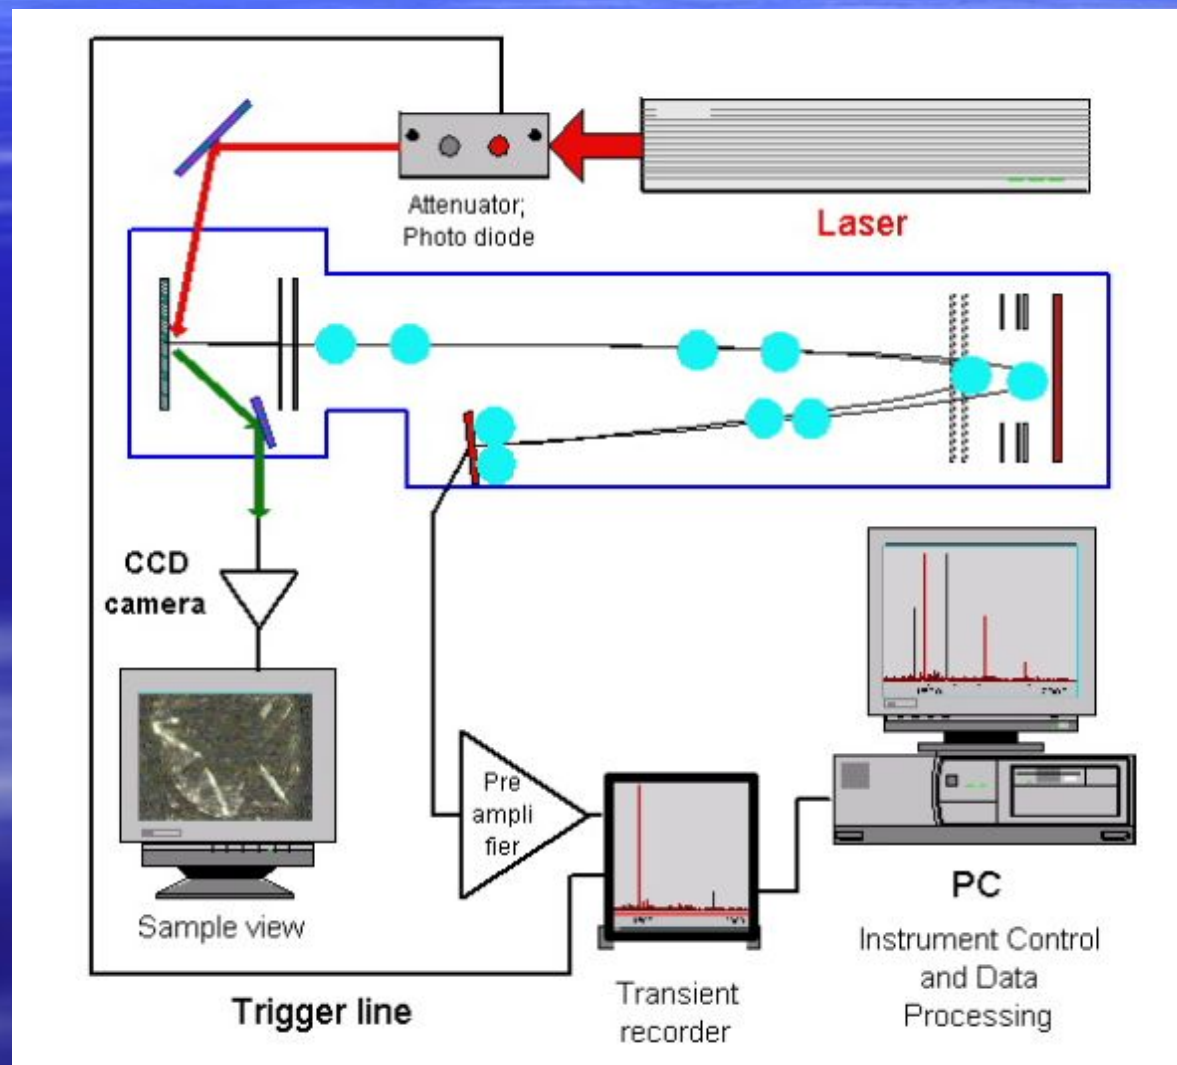 Attenuator;
Photo diode
Laser
CCD
camera
Pre
ampli
fier
Sample view
PC
Instrument Control
and Data
Processing
Transient
recorder
Trigger line